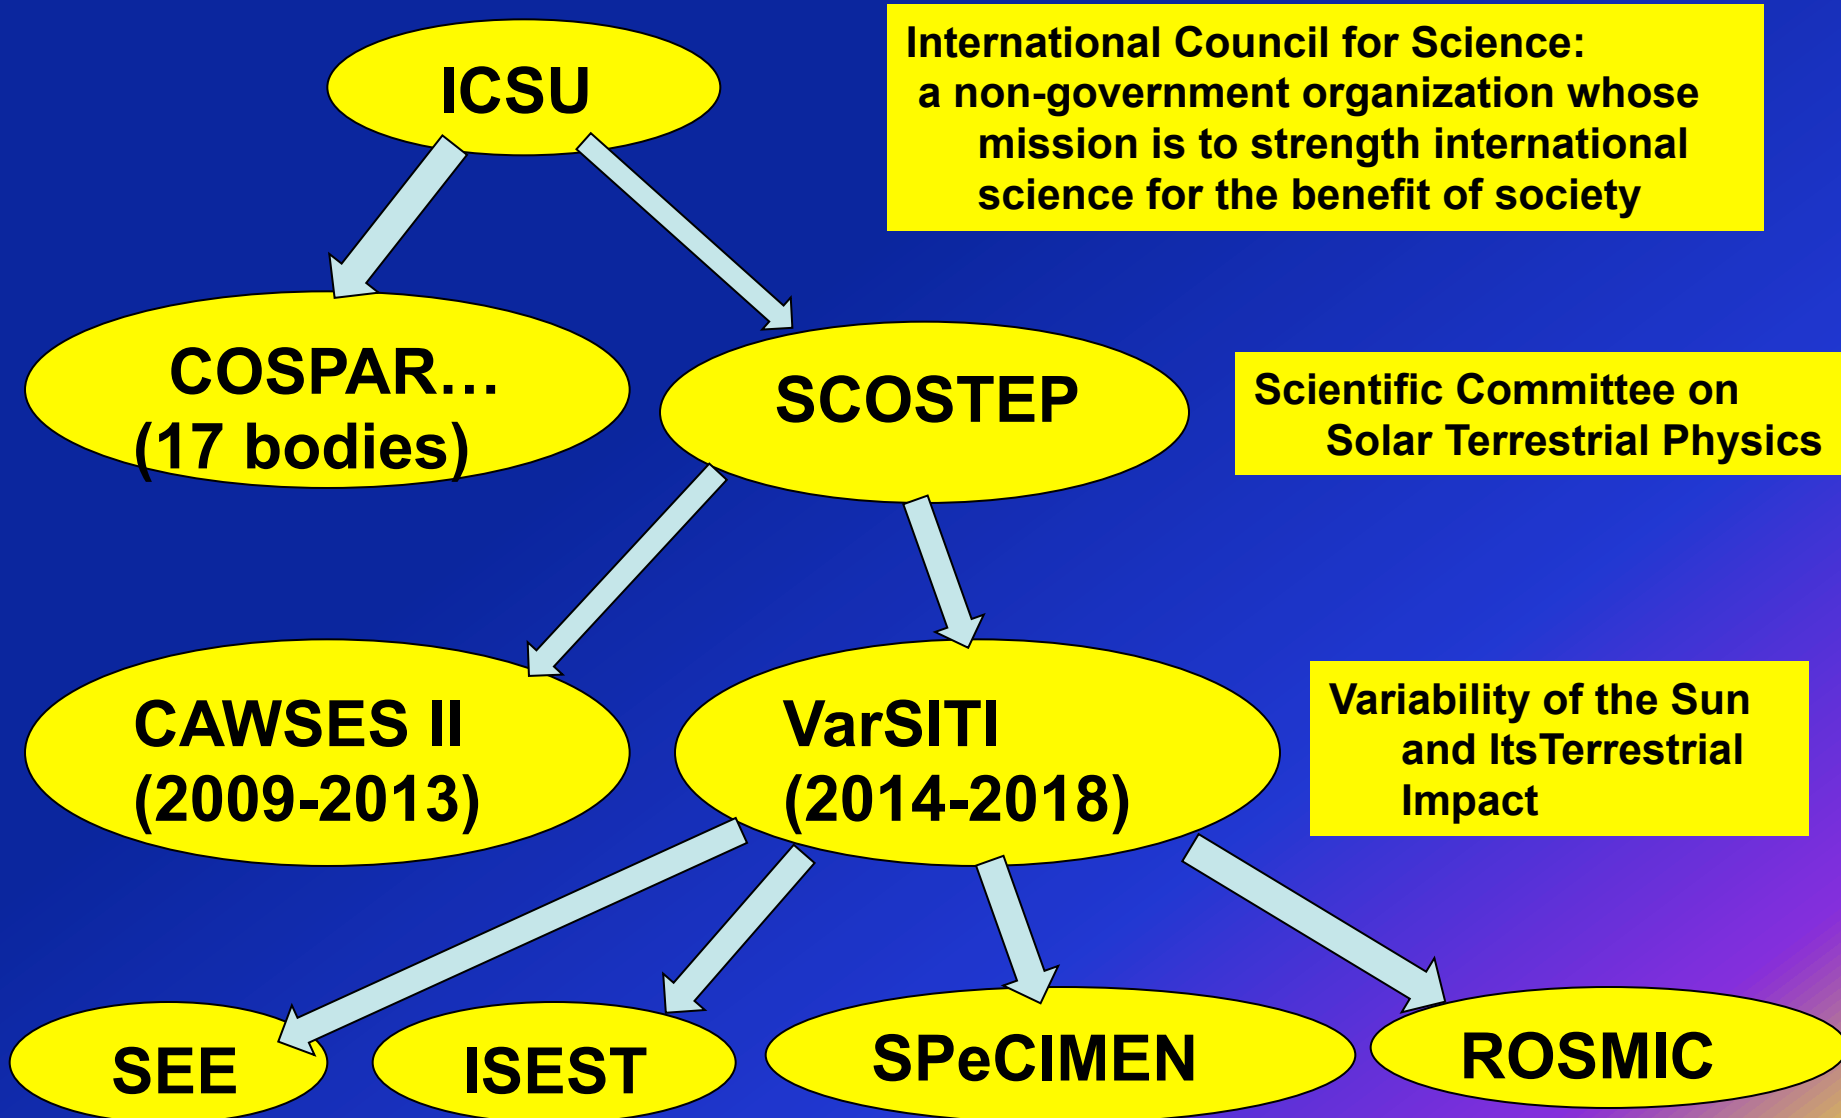 ICSU
International Council for Science:
a non-government organization whose
mission is to strength international
science for the benefit of society
COSPAR…
(17 bodies)
SCOSTEP
Scientific Committee on
Solar Terrestrial Physics
CAWSES II
(2009-2013)
VarSITI
(2014-2018)
Variability of the Sun
and ItsTerrestrial
Impact
SEE
ISEST
SPeCIMEN
ROSMIC